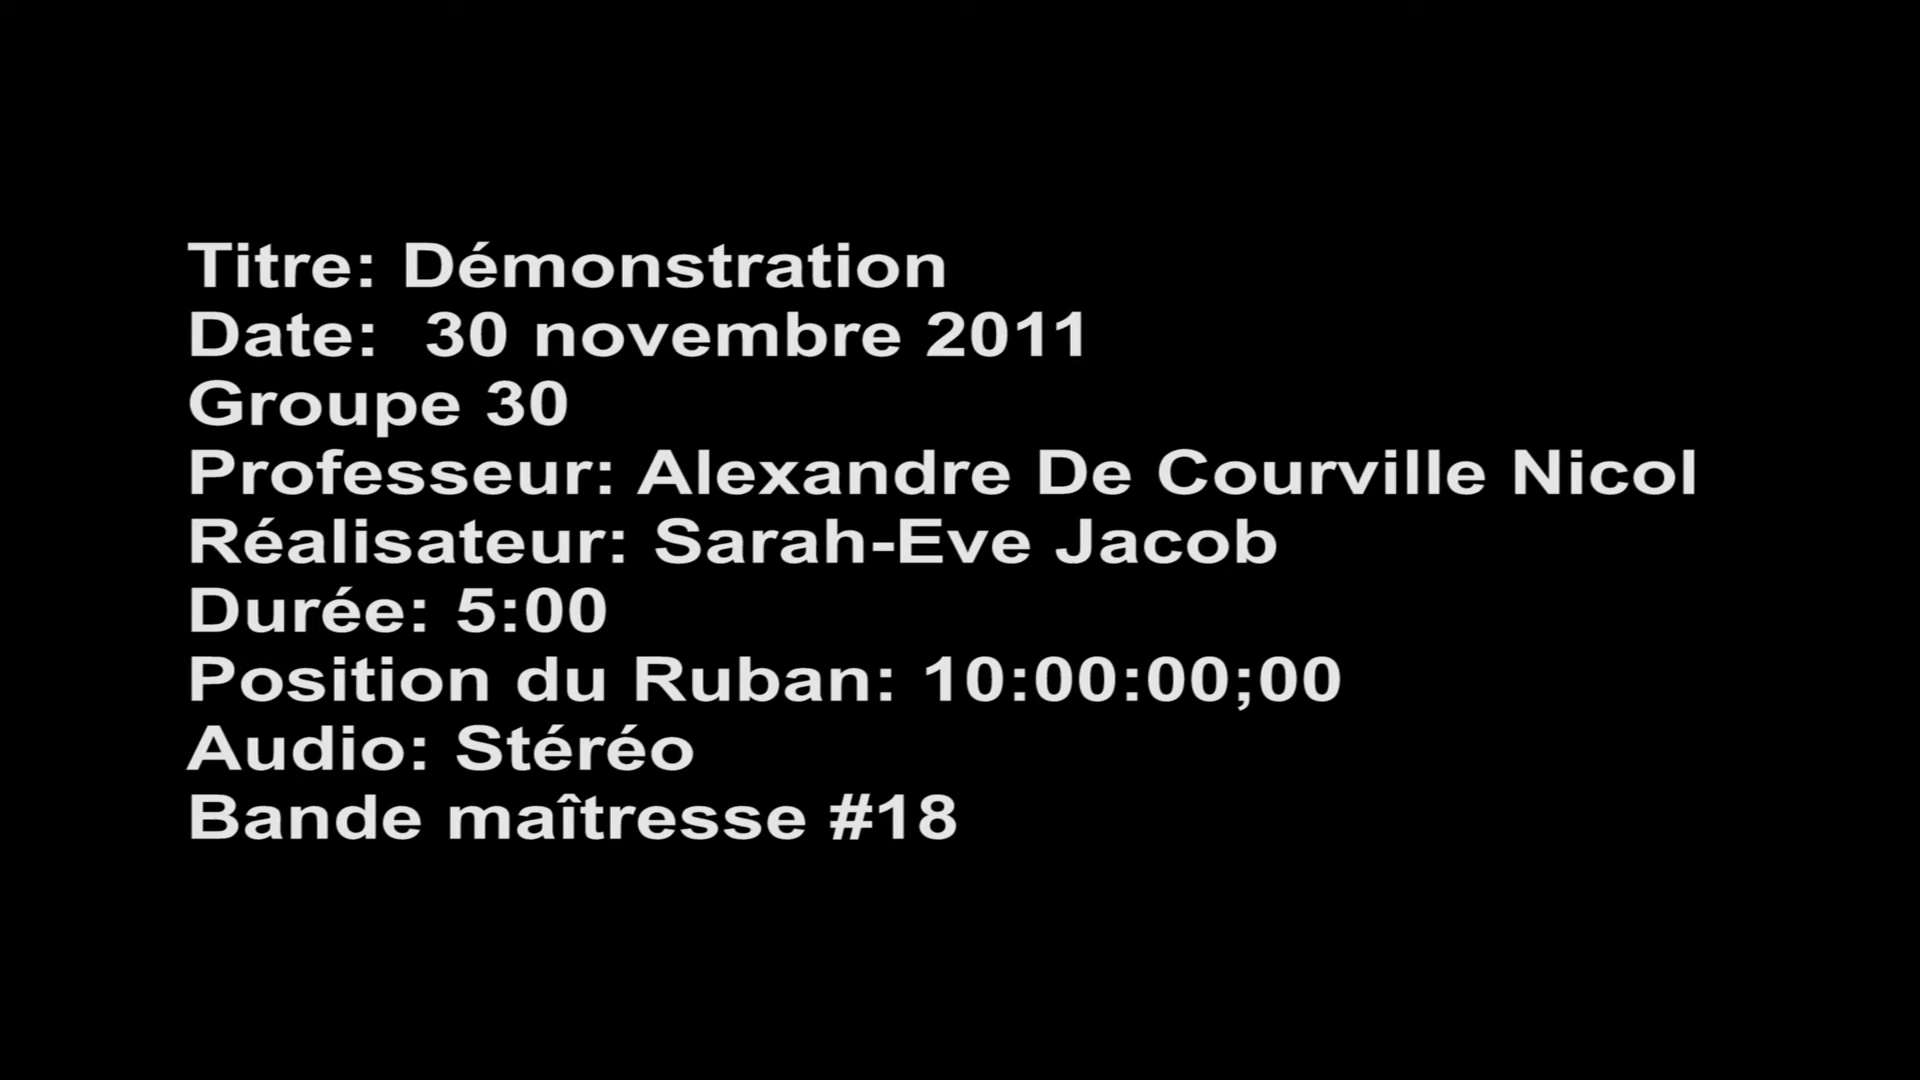 Titre: Démonstration
Date:  30 novembre 2011
Groupe 30
Professeur: Alexandre De Courville Nicol
Réalisateur: Sarah-Eve Jacob
Durée: 5:00
Position du Ruban: 10:00:00;00
Audio: Stéréo
Bande maîtresse #18